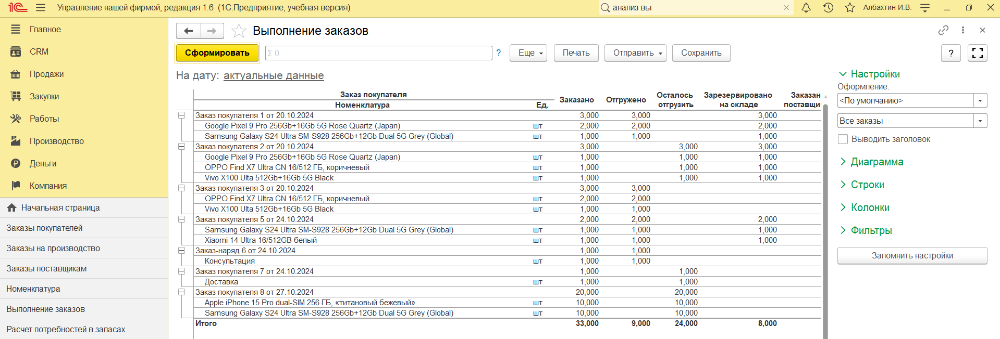 1С Управление нашей фирмой, редакция 1.6 (1С:Предприятие, учебная версия) анализ вы Албахтин И.В.
Главное
CRM
Продажи
Закупки
Работы
Производство
Деньги
Компания
Начальная страница
Заказы покупателей
Заказы на производство
Заказы поставщикам
Номенклатура
Выполнение заказов
Расчет потребностей в запасах
Выполнение заказов
Сформировать Σ 0 ? Еще Печать Отправить Сохранить ?
На дату: актуальные данные
Заказ покупателя
Номенклатура Ед. Заказано Отгружено Осталось отгрузить Зарезервировано на складе Заказан поставщи
Заказ покупателя 1 от 20.10.2024 3,000 3,000 3,000
Google Pixel 9 Pro 256Gb+16Gb 5G Rose Quartz (Japan) шт 2,000 2,000 2,000
Samsung Galaxy S24 Ultra SM-S928 256Gb+12Gb Dual 5G Grey (Global) шт 1,000 1,000 1,000
Заказ покупателя 2 от 20.10.2024 3,000 3,000 3,000
Google Pixel 9 Pro 256Gb+16Gb 5G Rose Quartz (Japan) шт 1,000 1,000 1,000
OPPO Find X7 Ultra CN 16/512 ГБ, коричневый шт 1,000 1,000 1,000
Vivo X100 Ulta 512Gb+16Gb 5G Black шт 1,000 1,000 1,000
Заказ покупателя 3 от 20.10.2024 3,000 3,000
OPPO Find X7 Ultra CN 16/512 ГБ, коричневый шт 2,000 2,000
Vivo X100 Ulta 512Gb+16Gb 5G Black шт 1,000 1,000
Заказ покупателя 5 от 24.10.2024 2,000 2,000 2,000
Samsung Galaxy S24 Ultra SM-S928 256Gb+12Gb Dual 5G Grey (Global) шт 1,000 1,000 1,000
Xiaomi 14 Ultra 16/512GB белый шт 1,000 1,000 1,000
Заказ-наряд 6 от 24.10.2024 1,000 1,000
Консультация шт 1,000 1,000
Заказ покупателя 7 от 24.10.2024 1,000 1,000
Доставка шт 1,000 1,000
Заказ покупателя 8 от 27.10.2024 20,000 20,000
Apple iPhone 15 Pro dual-SIM 256 ГБ, «титановый бежевый» шт 10,000 10,000
Samsung Galaxy S24 Ultra SM-S928 256Gb+12Gb Dual 5G Grey (Global) шт 10,000 10,000
Итого 33,000 9,000 24,000 8,000
Настройки
Оформление:
<По умолчанию>
Все заказы
Выводить заголовок
Диаграмма
Строки
Колонки
Фильтры
Запомнить настройки